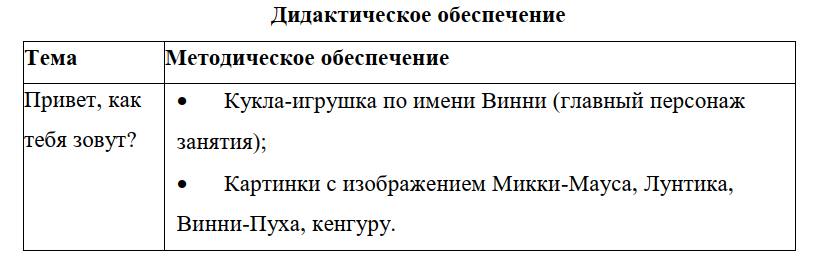 Дидактическое обеспечение
Тема
Методическое обеспечение
Привет, как
тебя зовут?
• Кукла-игрушка по имени Винни (главный персонаж
занятия);
• Картинки с изображением Микки-Мауса, Лунтика,
Винни-Пуха, кенгуру.